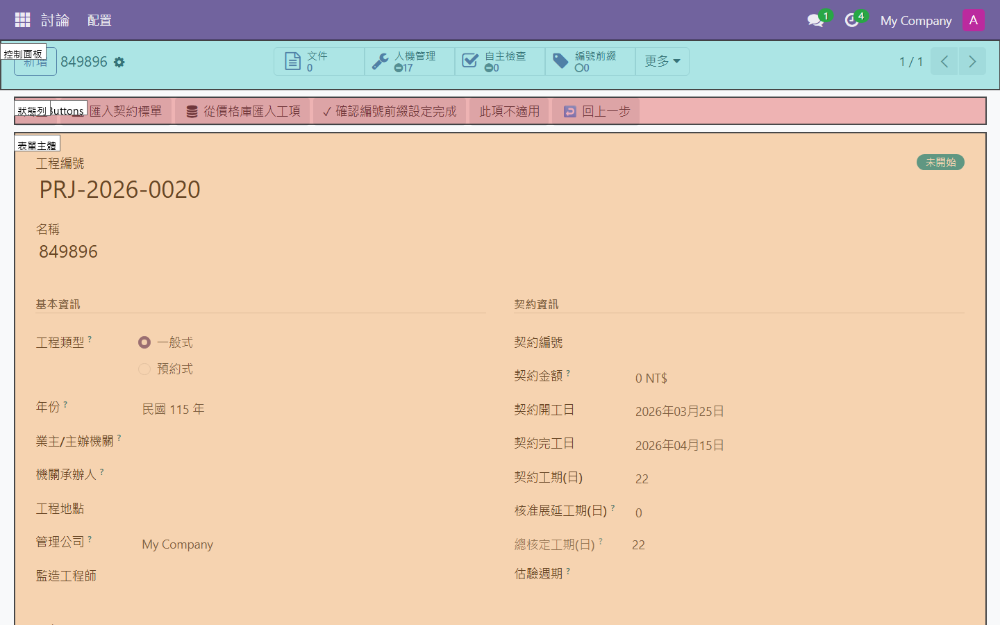 討論 配置 1 4 My Company A
控制面板
新增 849896 文件 0 人機管理 17 自主檢查 0 編號前綴 0 更多 1 / 1
狀態列 Buttons 匯入契約標單 從價格庫匯入工項 ✓ 確認編號前綴設定完成 此項不適用 回上一步
表單主體
工程編號 未開始
PRJ-2026-0020
名稱
849896
基本資訊
工程類型 ? 一般式
預約式
年份 ? 民國 115 年
業主/主辦機關 ?
機關承辦人 ?
工程地點
管理公司 ? My Company
監造工程師
契約資訊
契約編號
契約金額 ? 0 NT$
契約開工日 2026年03月25日
契約完工日 2026年04月15日
契約工期(日) 22
核准展延工期(日) ? 0
總核定工期(日) ? 22
估驗週期 ?